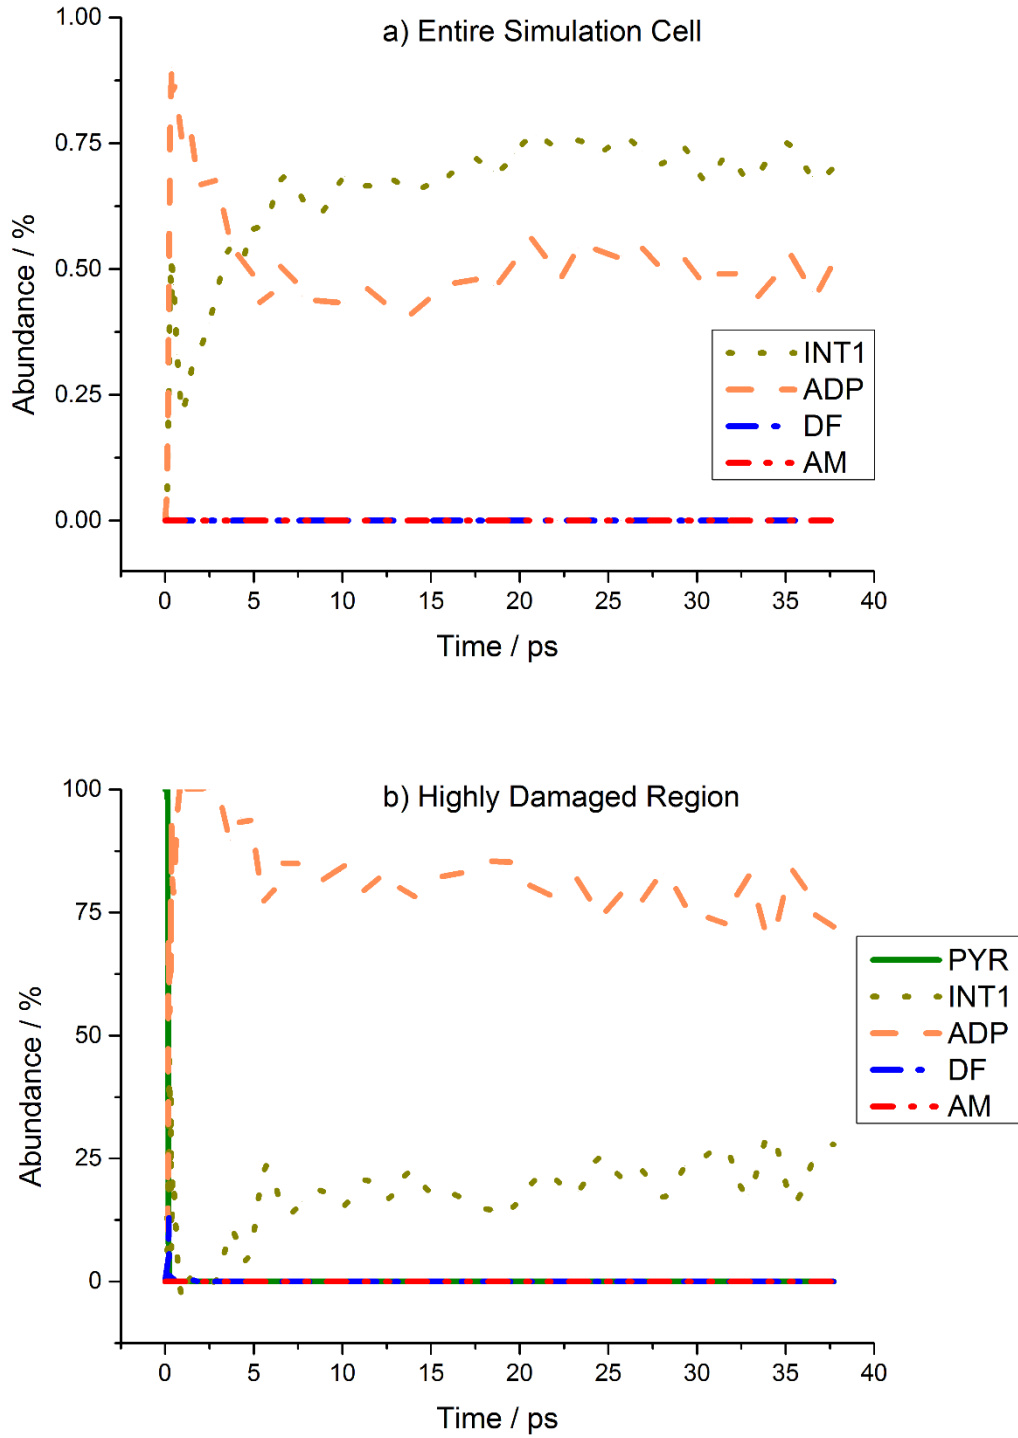 a) Entire Simulation Cell
1.00
0.75
0.50
0.25
0.00
Abundance / %
INT1
ADP
DF
AM
0 5 10 15 20 25 30 35 40
Time / ps
b) Highly Damaged Region
100
75
50
25
0
Abundance / %
PYR
INT1
ADP
DF
AM
0 5 10 15 20 25 30 35 40
Time / ps